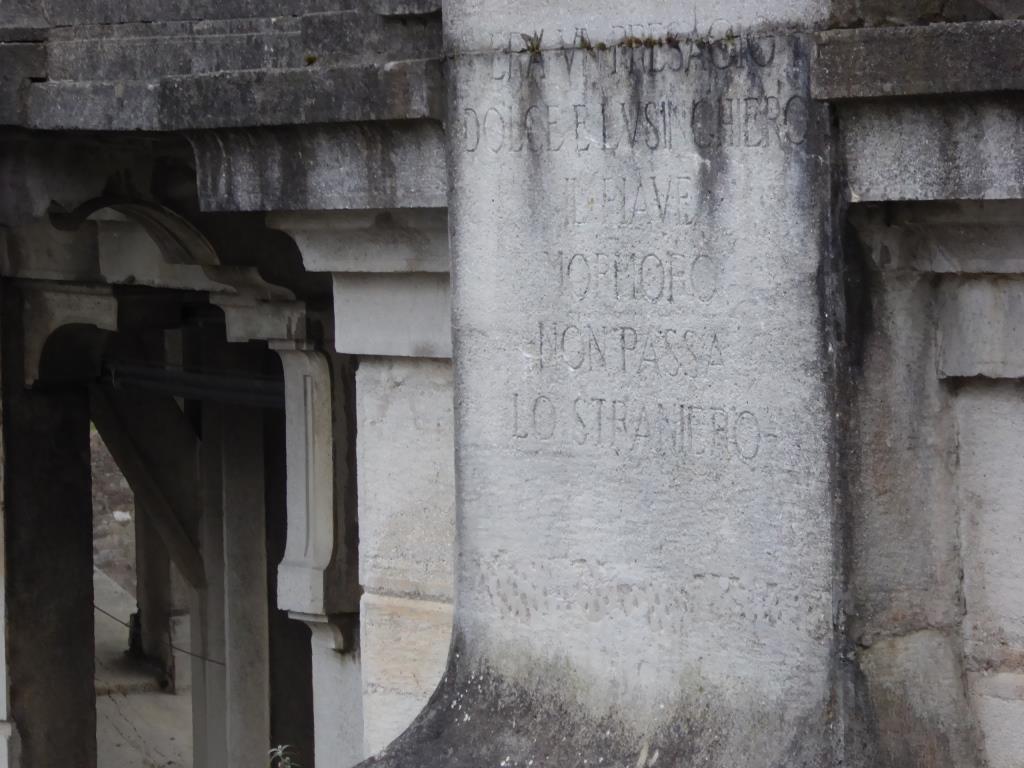 ERA VN PRESAGIO
DOLCE E LVSINGHIERO
IL PIAVE
MORMORO
NON PASSA
LO STRANIERO